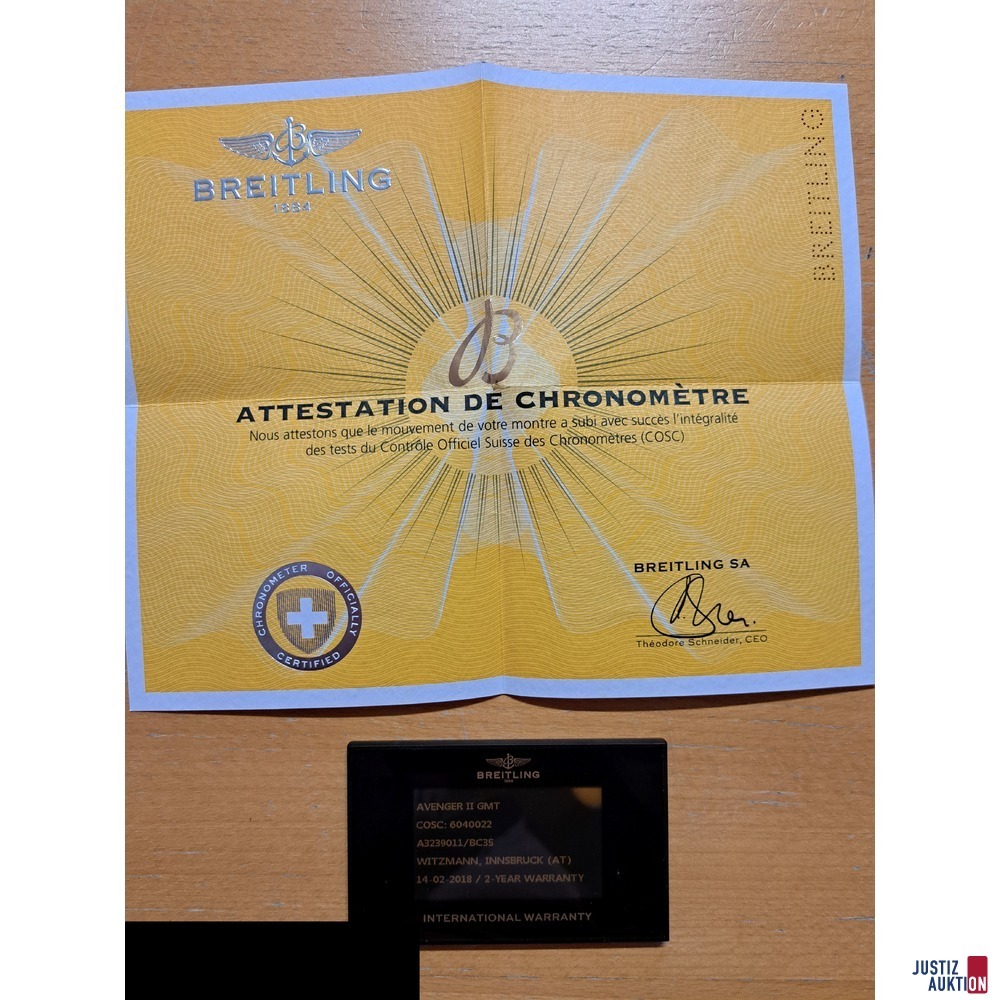 BREITLING
1884
BREITLING
B
ATTESTATION DE CHRONOMÈTRE
Nous attestons que le mouvement de votre montre a subi avec succès l'intégralité
des tests du Contrôle Officiel Suisse des Chronomètres (COSC)
CHRONOMETER OFFICIALLY
CERTIFIED
BREITLING SA
Théodore Schneider, CEO
BREITLING
1884
AVENGER II GMT
COSC: 6040022
A3239011/BC35
WITZMANN, INNSBRUCK (AT)
14-02-2018 / 2-YEAR WARRANTY
INTERNATIONAL WARRANTY
JUSTIZ
AUKTION